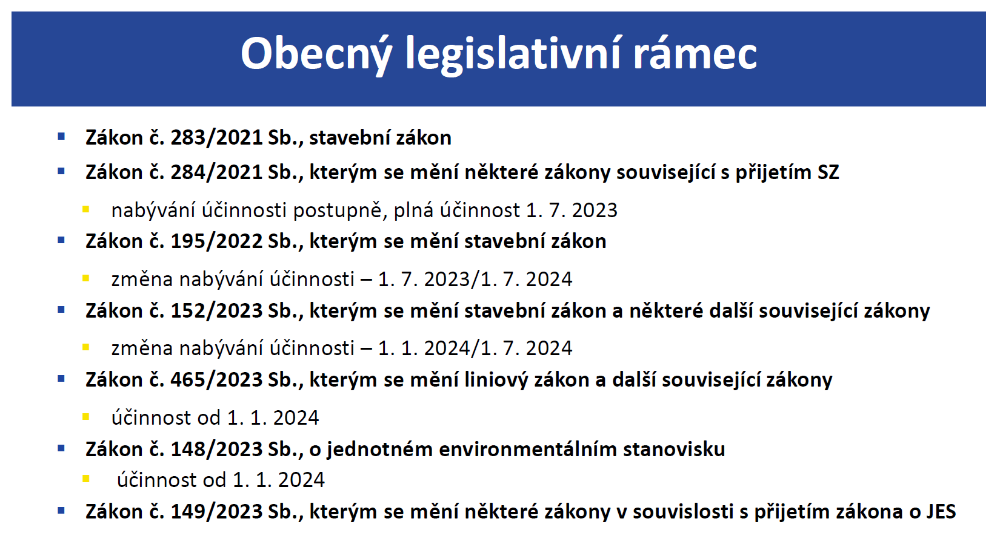 Obecný legislativní rámec
Zákon č. 283/2021 Sb., stavební zákon
Zákon č. 284/2021 Sb., kterým se mění některé zákony související s přijetím SZ
nabývání účinnosti postupně, plná účinnost 1. 7. 2023
Zákon č. 195/2022 Sb., kterým se mění stavební zákon
změna nabývání účinnosti – 1. 7. 2023/1. 7. 2024
Zákon č. 152/2023 Sb., kterým se mění stavební zákon a některé další související zákony
změna nabývání účinnosti – 1. 1. 2024/1. 7. 2024
Zákon č. 465/2023 Sb., kterým se mění liniový zákon a další související zákony
účinnost od 1. 1. 2024
Zákon č. 148/2023 Sb., o jednotném environmentálním stanovisku
účinnost od 1. 1. 2024
Zákon č. 149/2023 Sb., kterým se mění některé zákony v souvislosti s přijetím zákona o JES